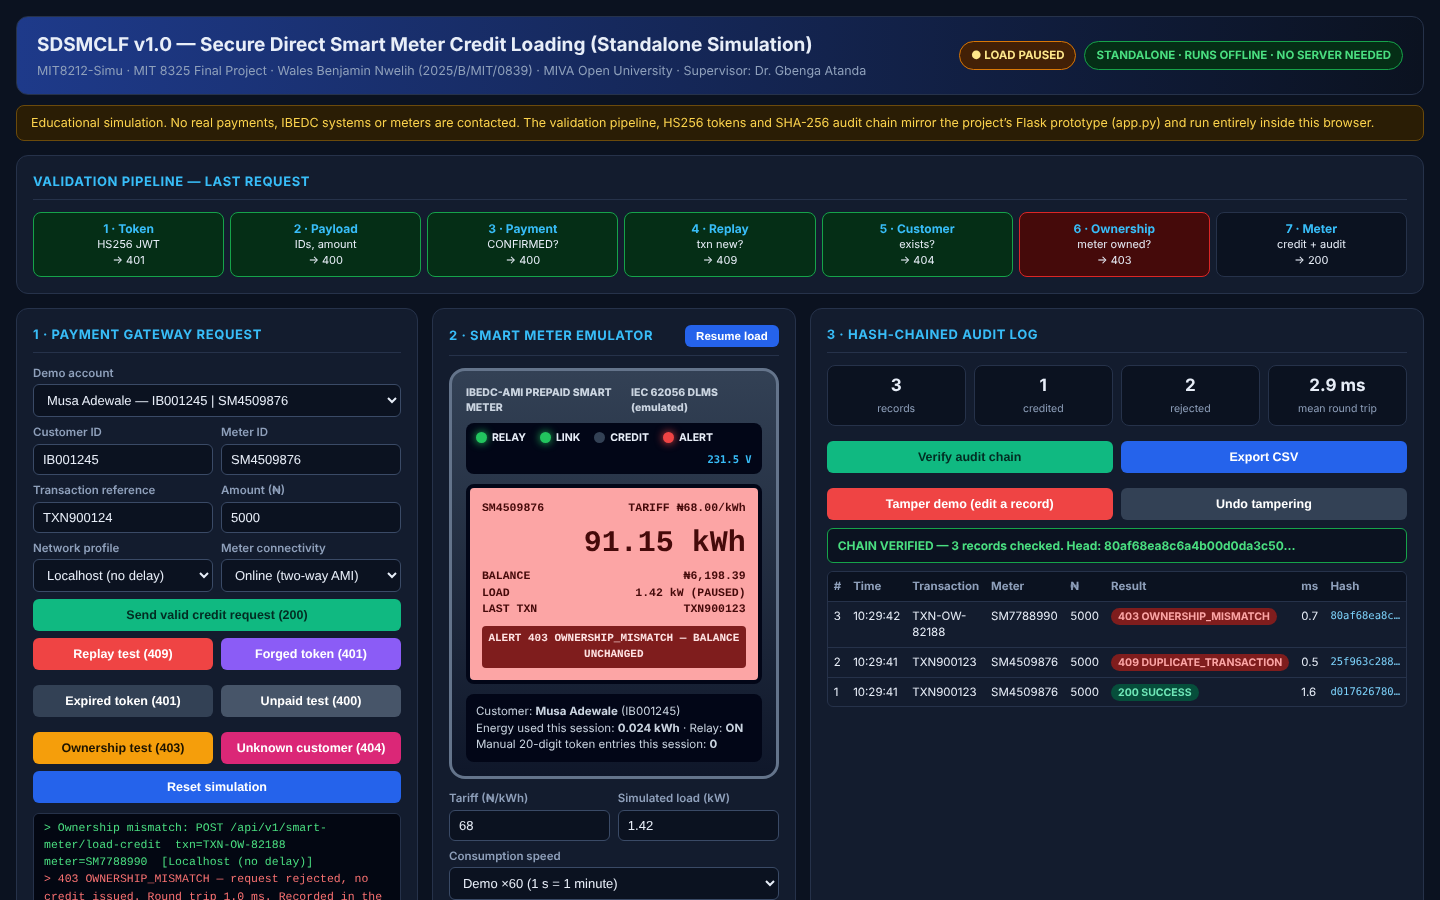 SDSMCLF v1.0 — Secure Direct Smart Meter Credit Loading (Standalone Simulation)
MIT8212-Simu · MIT 8325 Final Project · Wales Benjamin Nwelih (2025/B/MIT/0839) · MIVA Open University · Supervisor: Dr. Gbenga Atanda
● LOAD PAUSED
STANDALONE · RUNS OFFLINE · NO SERVER NEEDED
Educational simulation. No real payments, IBEDC systems or meters are contacted. The validation pipeline, HS256 tokens and SHA-256 audit chain mirror the project's Flask prototype (app.py) and run entirely inside this browser.
VALIDATION PIPELINE — LAST REQUEST
1 · Token
HS256 JWT
→ 401
2 · Payload
IDs, amount
→ 400
3 · Payment
CONFIRMED?
→ 400
4 · Replay
txn new?
→ 409
5 · Customer
exists?
→ 404
6 · Ownership
meter owned?
→ 403
7 · Meter
credit + audit
→ 200
1 · PAYMENT GATEWAY REQUEST
Demo account
Musa Adewale — IB001245 | SM4509876
Customer ID
Meter ID
IB001245
SM4509876
Transaction reference
Amount (₦)
TXN900124
5000
Network profile
Meter connectivity
Localhost (no delay)
Online (two-way AMI)
Send valid credit request (200)
Replay test (409)
Forged token (401)
Expired token (401)
Unpaid test (400)
Ownership test (403)
Unknown customer (404)
Reset simulation
> Ownership mismatch: POST /api/v1/smart-
meter/load-credit txn=TXN-OW-82188
meter=SM7788990 [Localhost (no delay)]
> 403 OWNERSHIP_MISMATCH — request rejected, no
credit issued. Round trip 1.0 ms. Recorded in the
2 · SMART METER EMULATOR
Resume load
IBEDC-AMI PREPAID SMART
METER
IEC 62056 DLMS
(emulated)
RELAY
LINK
CREDIT
ALERT
231.5 V
SM4509876
TARIFF ₦68.00/kWh
91.15 kWh
BALANCE
₦6,198.39
LOAD
1.42 kW (PAUSED)
LAST TXN
TXN900123
ALERT 403 OWNERSHIP_MISMATCH — BALANCE
UNCHANGED
Customer: Musa Adewale (IB001245)
Energy used this session: 0.024 kWh · Relay: ON
Manual 20-digit token entries this session: 0
Tariff (₦/kWh)
Simulated load (kW)
68
1.42
Consumption speed
Demo ×60 (1 s = 1 minute)
3 · HASH-CHAINED AUDIT LOG
3
records
1
credited
2
rejected
2.9 ms
mean round trip
Verify audit chain
Export CSV
Tamper demo (edit a record)
Undo tampering
CHAIN VERIFIED — 3 records checked. Head: 80af68ea8c6a4b00d0da3c50…
# Time Transaction Meter ₦ Result ms Hash
3 10:29:42 TXN-OW-82188 SM7788990 5000 403 OWNERSHIP_MISMATCH 0.7 80af68ea8c…
2 10:29:41 TXN900123 SM4509876 5000 409 DUPLICATE_TRANSACTION 0.5 25f963c288…
1 10:29:41 TXN900123 SM4509876 5000 200 SUCCESS 1.6 d017626780…